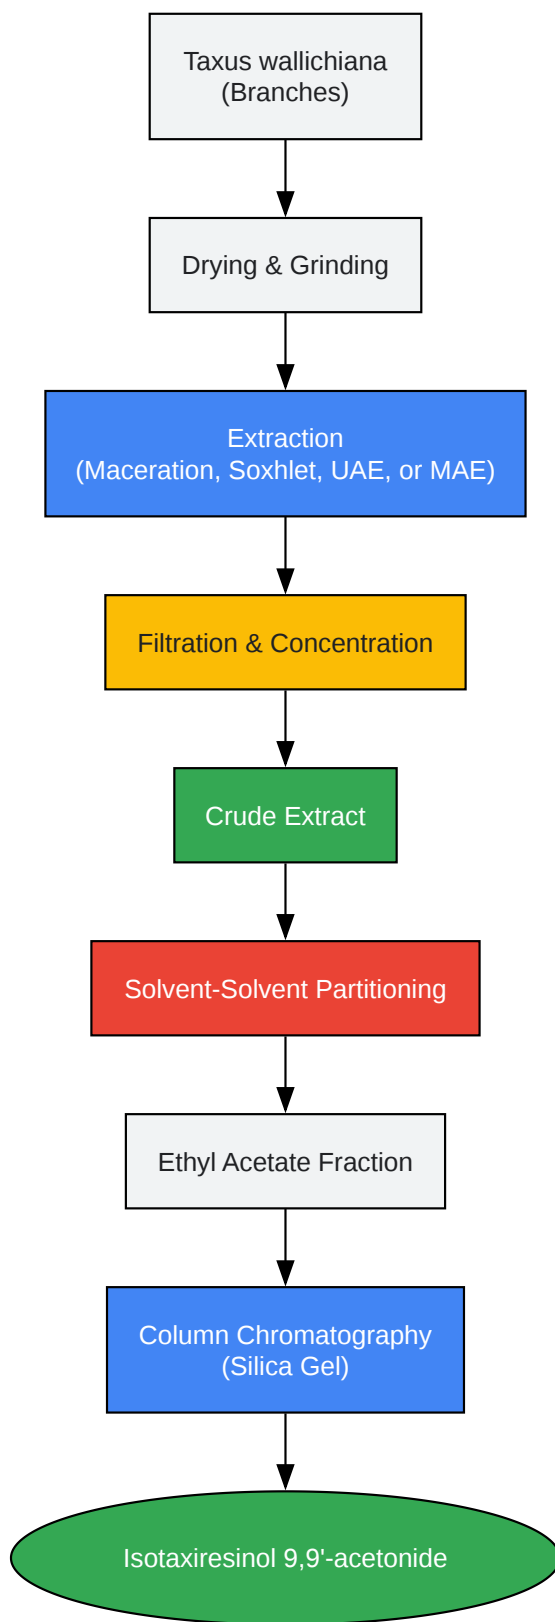 Taxus wallichiana
(Branches)
Drying & Grinding
Extraction
(Maceration, Soxhlet, UAE, or MAE)
Filtration & Concentration
Crude Extract
Solvent-Solvent Partitioning
Ethyl Acetate Fraction
Column Chromatography
(Silica Gel)
Isotaxiresinol 9,9'-acetonide